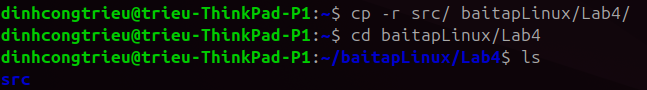 dinhcongtrieu@trieu-ThinkPad-P1:~$ cp -r src/ baitapLinux/Lab4/
dinhcongtrieu@trieu-ThinkPad-P1:~$ cd baitapLinux/Lab4
dinhcongtrieu@trieu-ThinkPad-P1:~/baitapLinux/Lab4$ ls
src